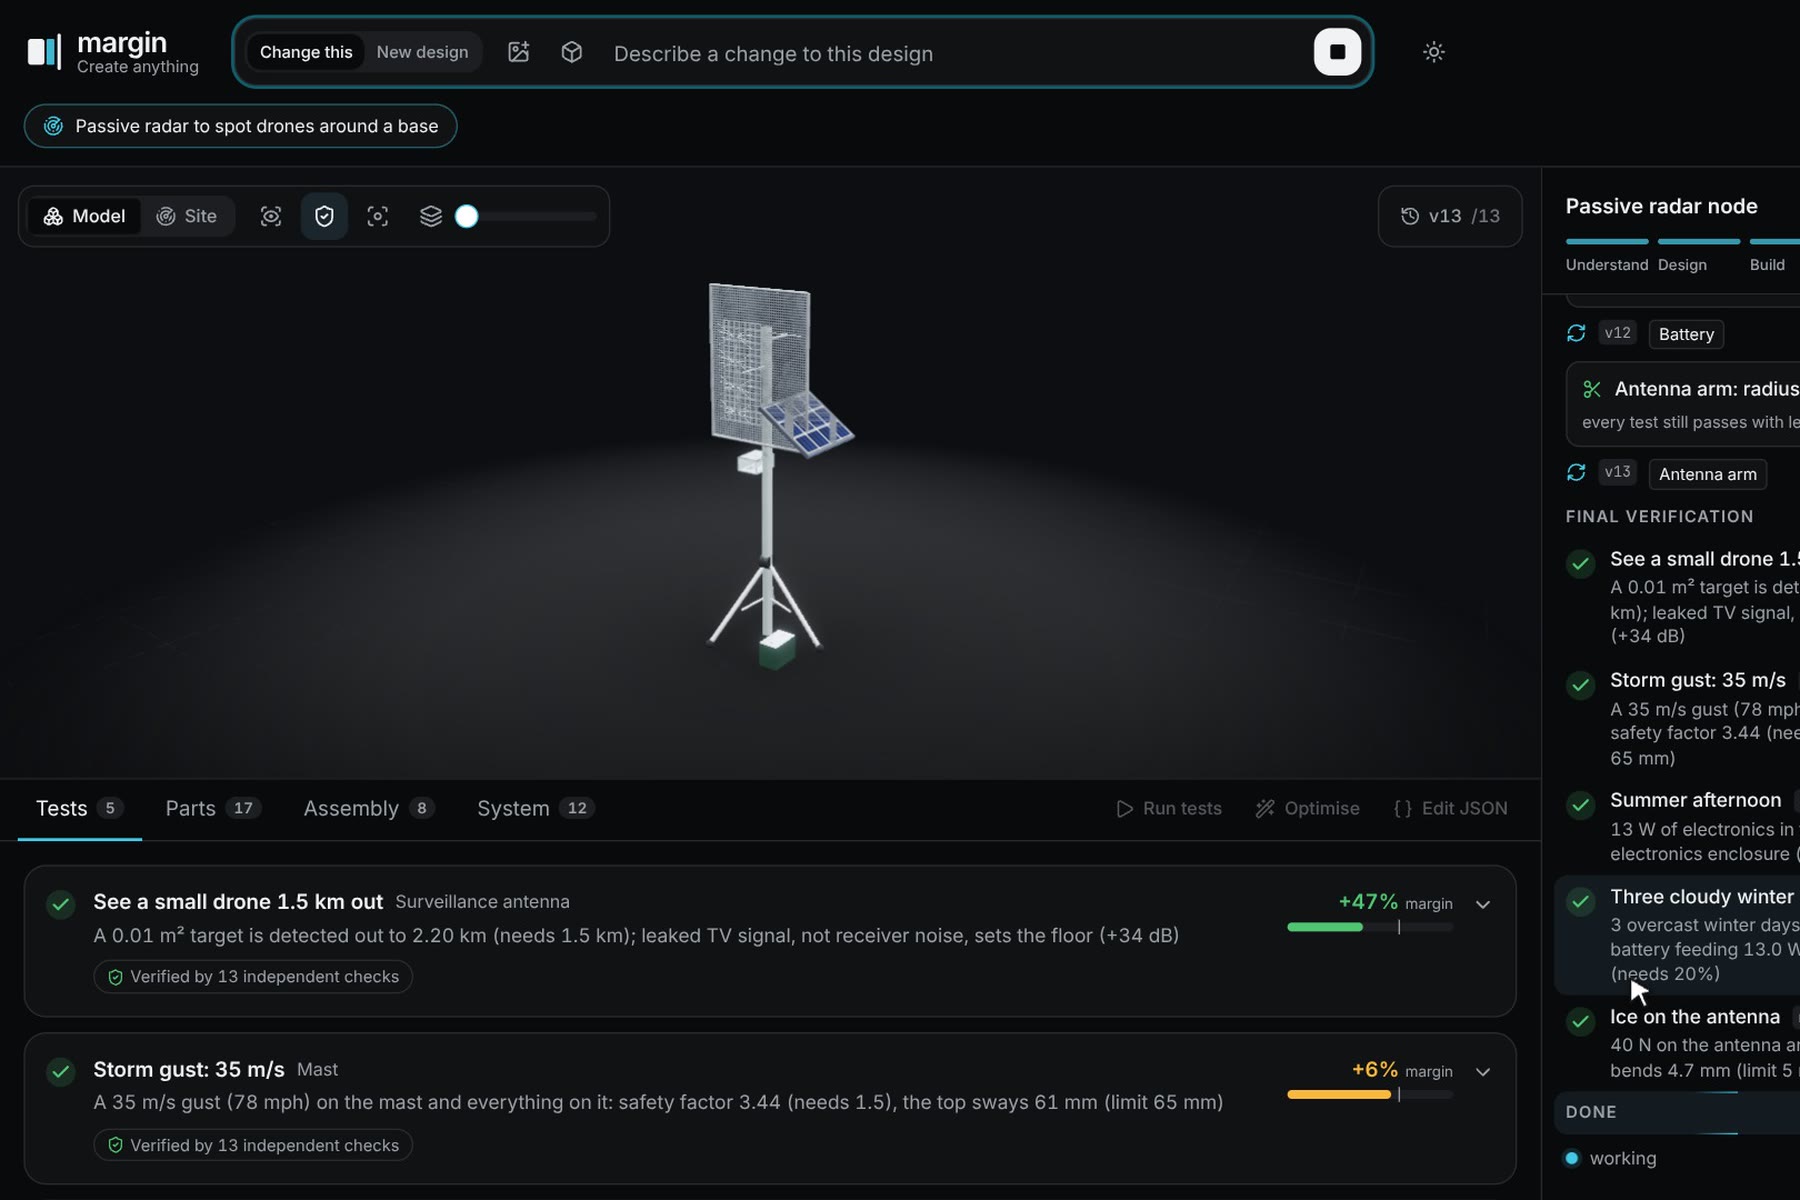 margin
Create anything
Change this
New design
Describe a change to this design
Passive radar to spot drones around a base
Model
Site
v13 /13
Passive radar node
Understand
Design
Build
v12
Battery
Antenna arm: radius
every test still passes with le
v13
Antenna arm
FINAL VERIFICATION
See a small drone 1.5
A 0.01 m² target is det
km); leaked TV signal,
(+34 dB)
Storm gust: 35 m/s
A 35 m/s gust (78 mph
safety factor 3.44 (nee
65 mm)
Summer afternoon
13 W of electronics in
electronics enclosure (
Three cloudy winter
3 overcast winter days
battery feeding 13.0 W
(needs 20%)
Ice on the antenna
40 N on the antenna ar
bends 4.7 mm (limit 5
DONE
working
Tests 5
Parts 17
Assembly 8
System 12
Run tests
Optimise
{ } Edit JSON
See a small drone 1.5 km out Surveillance antenna
+47% margin
A 0.01 m² target is detected out to 2.20 km (needs 1.5 km); leaked TV signal, not receiver noise, sets the floor (+34 dB)
Verified by 13 independent checks
Storm gust: 35 m/s Mast
+6% margin
A 35 m/s gust (78 mph) on the mast and everything on it: safety factor 3.44 (needs 1.5), the top sways 61 mm (limit 65 mm)
Verified by 13 independent checks